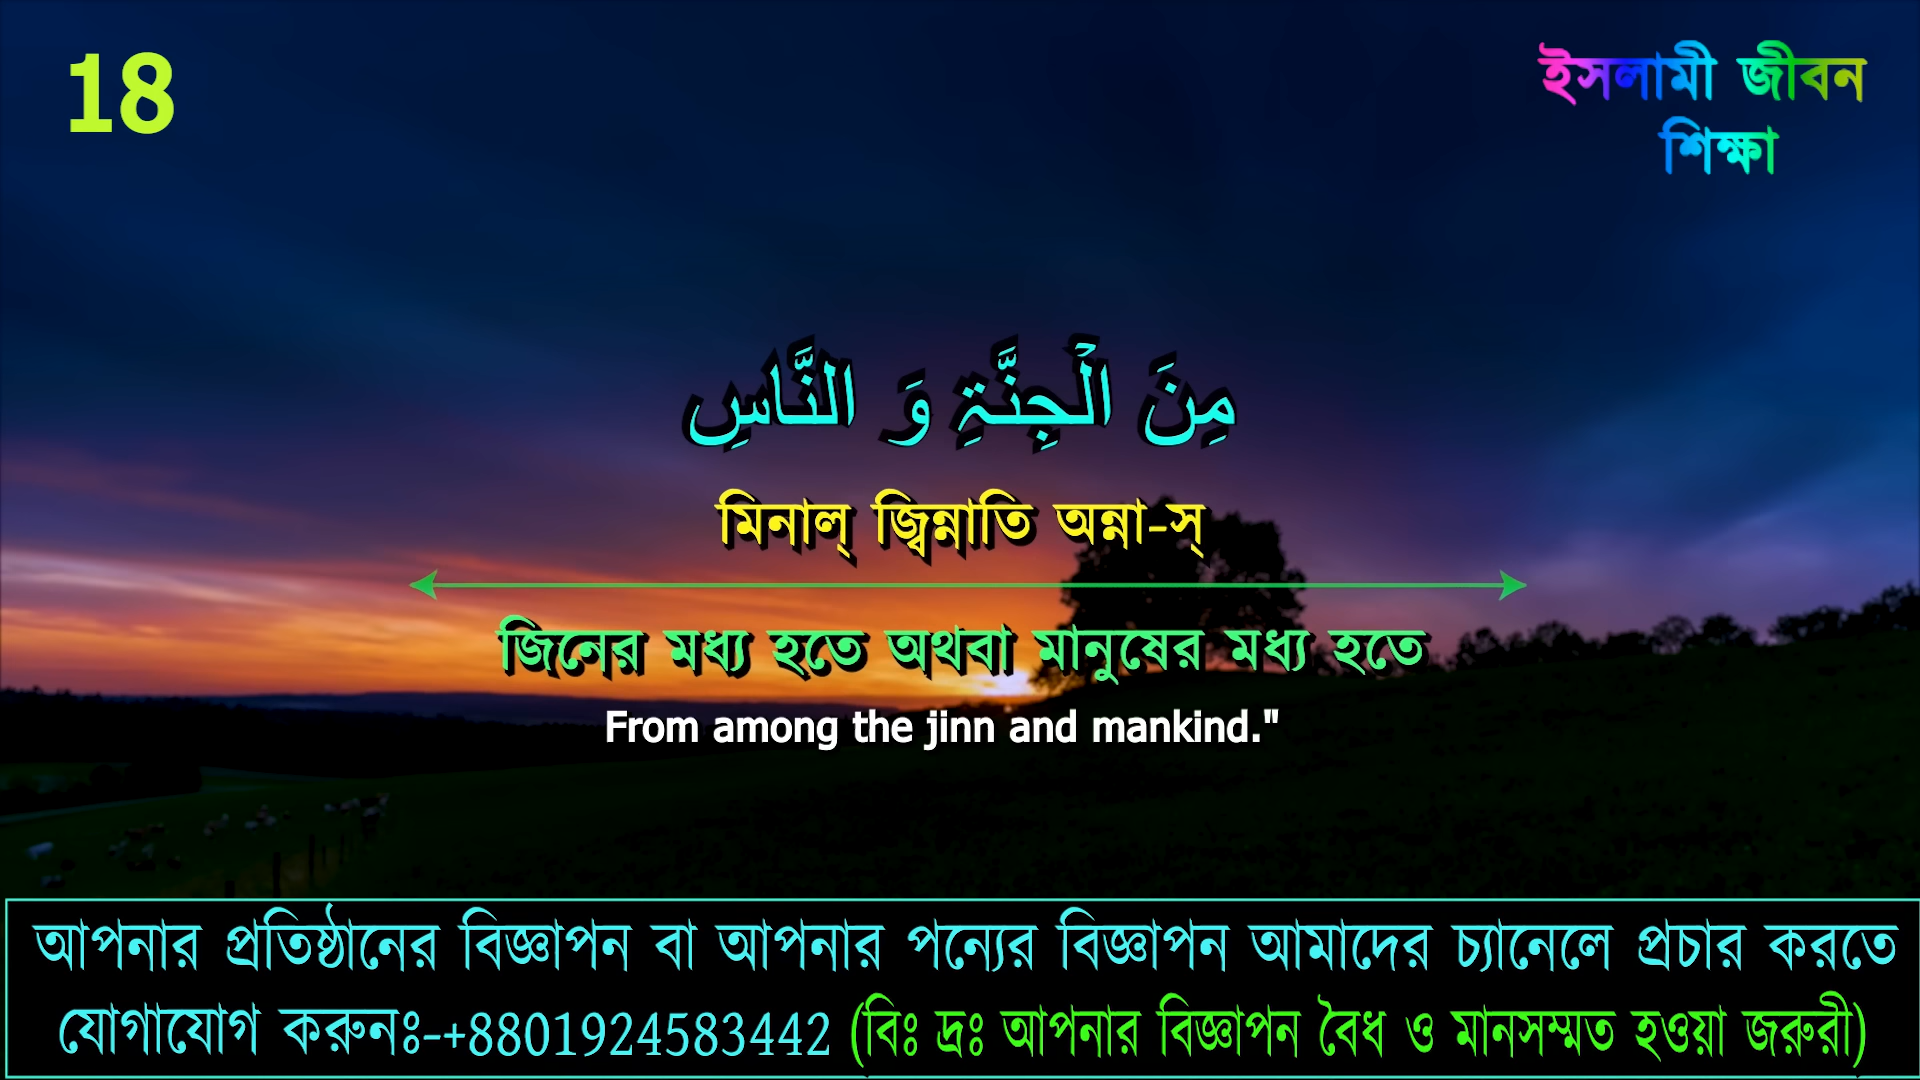 18
ইসলামী জীবন
শিক্ষা
مِنَ الْجِنَّۃِ وَ النَّاسِ
মিনাল্ জ্বিন্নাতি অন্না-স্
জিনের মধ্য হতে অথবা মানুষের মধ্য হতে
From among the jinn and mankind."
আপনার প্রতিষ্ঠানের বিজ্ঞাপন বা আপনার পন্যের বিজ্ঞাপন আমাদের চ্যানেলে প্রচার করতে
যোগাযোগ করুনঃ-+8801924583442 (বিঃ দ্রঃ আপনার বিজ্ঞাপন বৈধ ও মানসম্মত হওয়া জরুরী)